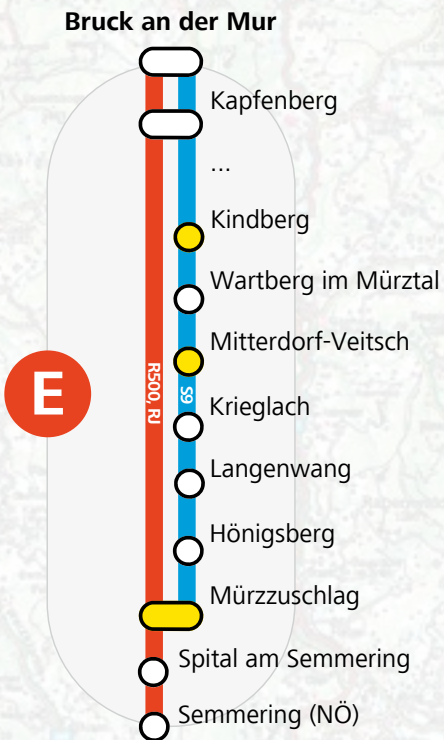 Bruck an der Mur
Kapfenberg
...
Kindberg
Wartberg im Mürztal
Mitterdorf-Veitsch
E
R500, RJ
S9
Krieglach
Langenwang
Hönigsberg
Mürzzuschlag
Spital am Semmering
Semmering (NÖ)